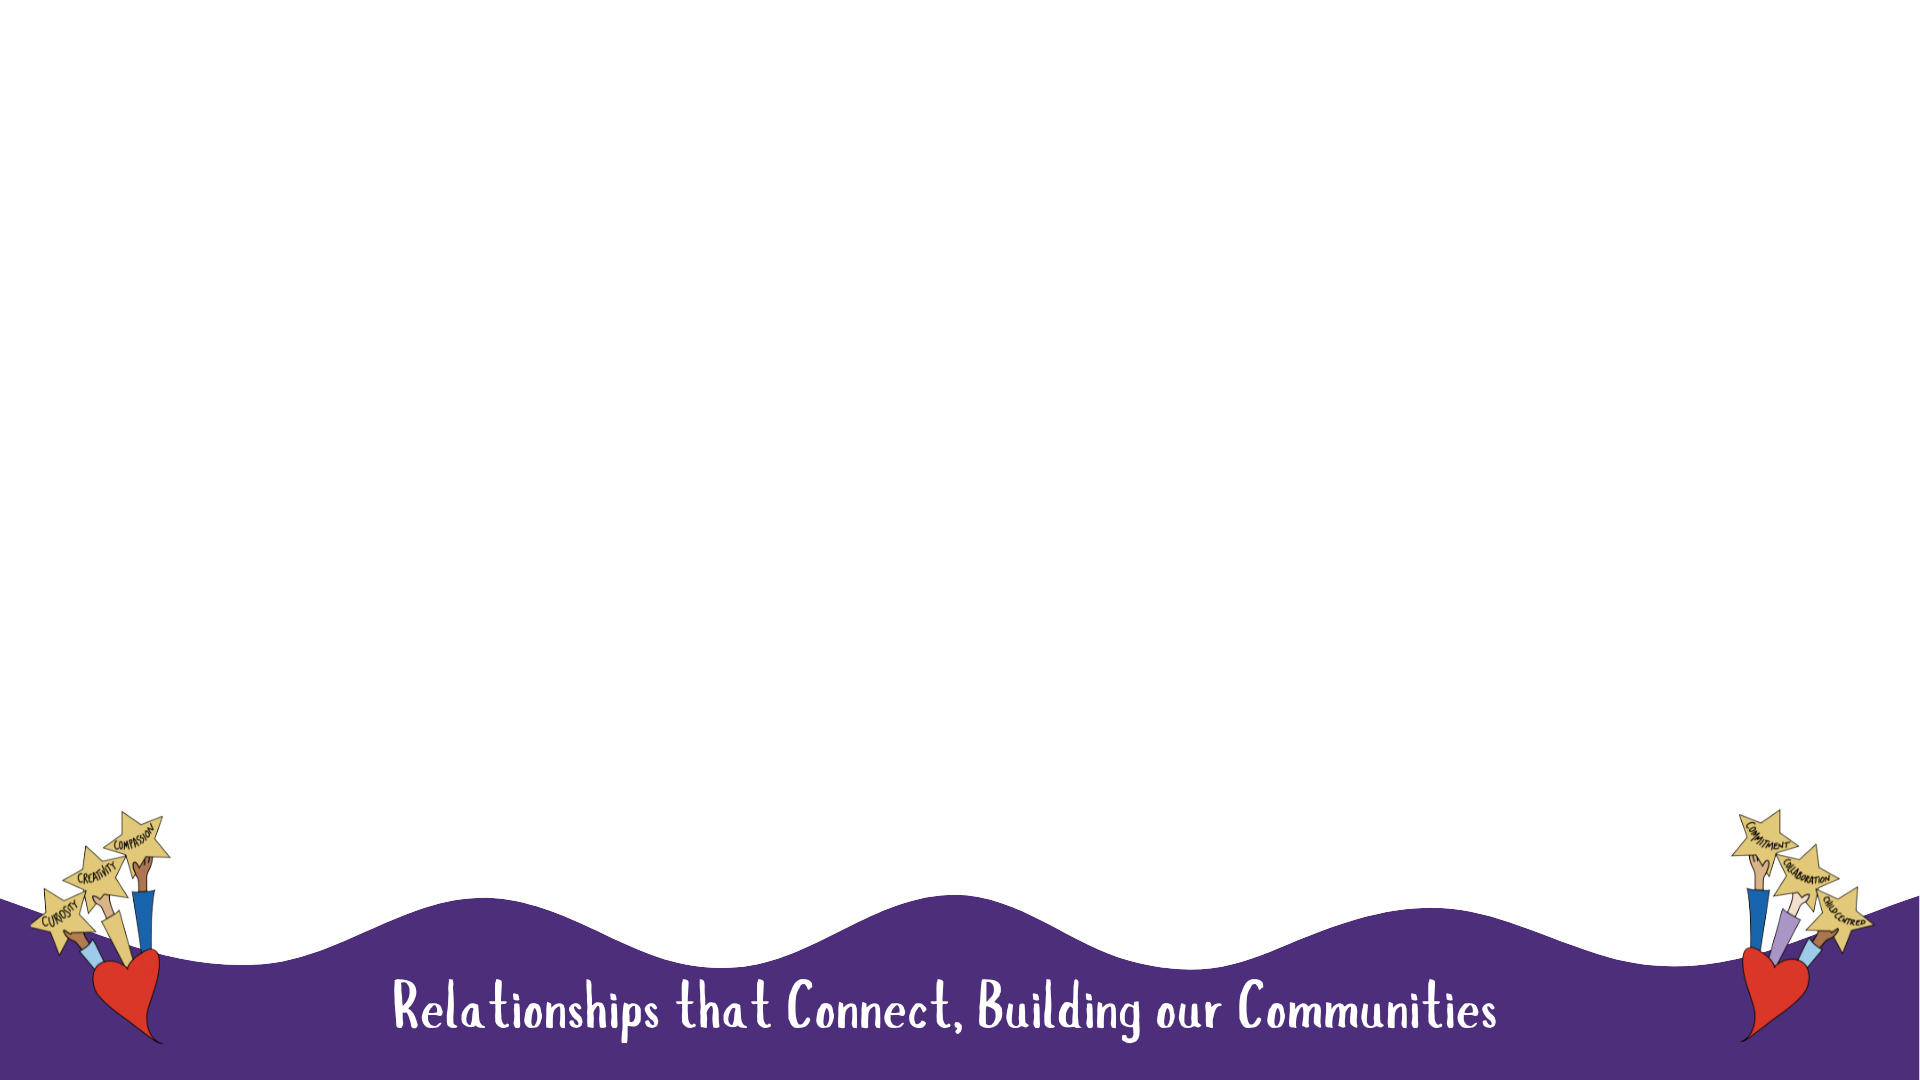 COMPASSION
CREATIVITY
CURIOSITY
COMMITMENT
COLLABORATION
CHILD CENTRED
Relationships that Connect, Building our Communities